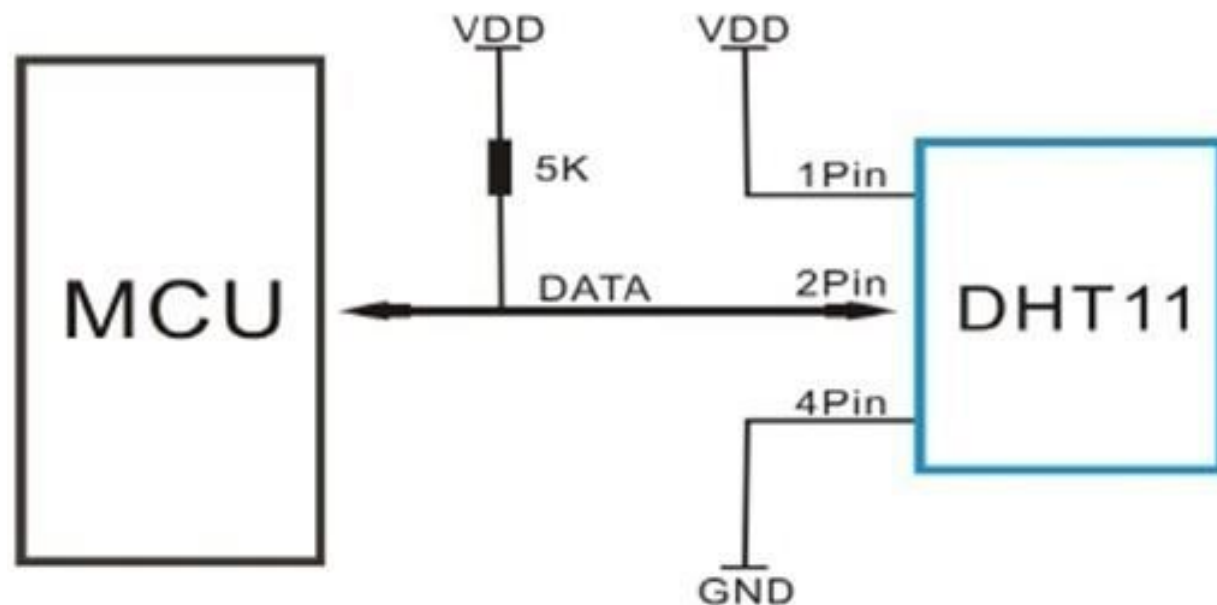 VDD
VDD
5K
1Pin
MCU
DATA
2Pin
DHT11
4Pin
GND